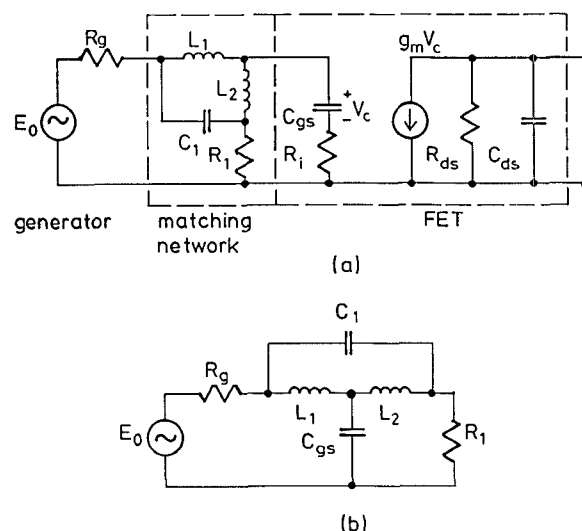 Rg
L1
gmVc
L2
E0
C1
Cgs
+
Vc
−
R1
Ri
Rds
Cds
generator
matching
network
FET
(a)
C1
Rg
L1
L2
E0
Cgs
R1
(b)